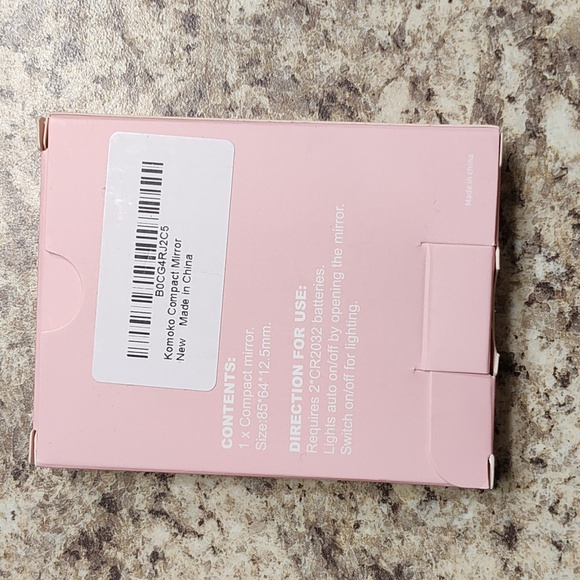 B0CG4RJ2C5
Komoko Compact Mirror
New Made in China
CONTENTS:
1 x Compact mirror.
Size:85*64*12.5mm.
DIRECTION FOR USE:
Requires 2*CR2032 batteries.
Lights auto on/off by opening the mirror.
Switch on/off for lighting.
Made in china